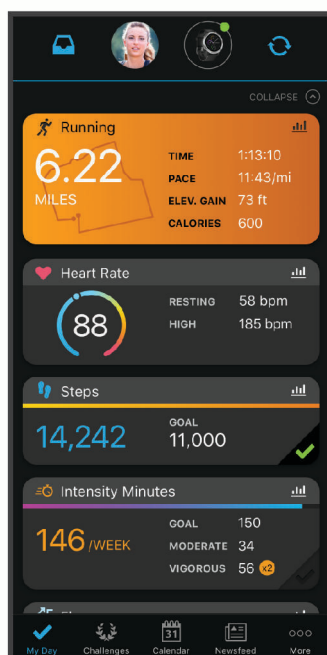 COLLAPSE
Running
6.22
MILES
TIME 1:13:10
PACE 11:43/mi
ELEV. GAIN 73 ft
CALORIES 600
Heart Rate
88
RESTING 58 bpm
HIGH 185 bpm
Steps
14,242
GOAL
11,000
Intensity Minutes
146 /WEEK
GOAL 150
MODERATE 34
VIGOROUS 56 x2
31
My Day Challenges Calendar Newsfeed More